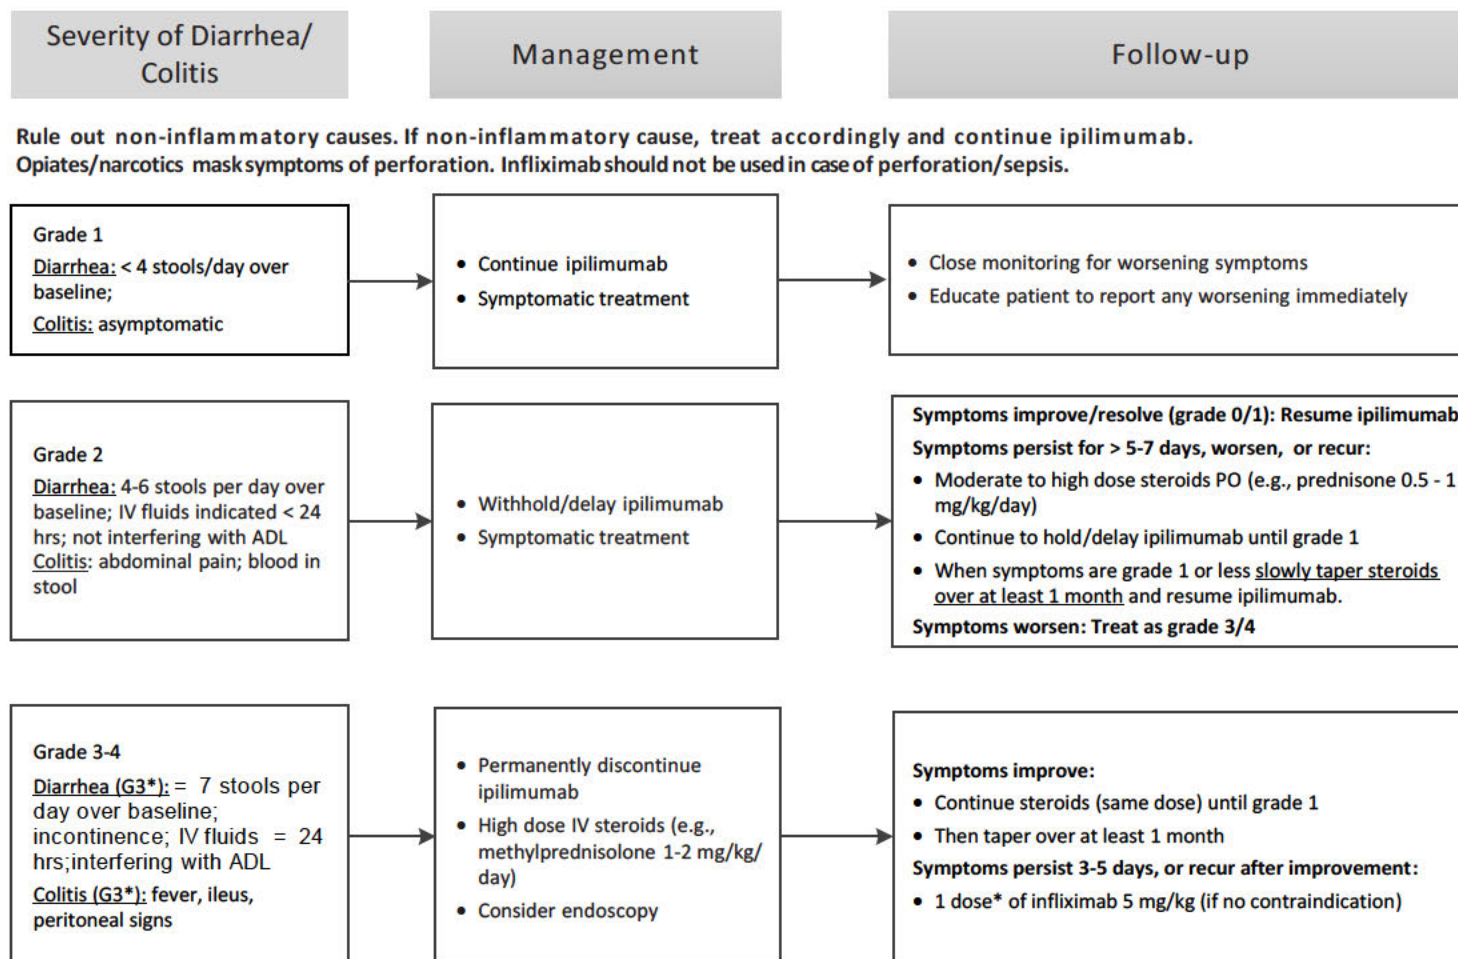 Severity of Diarrhea/
Colitis
Management
Follow-up
Rule out non-inflammatory causes. If non-inflammatory cause, treat accordingly and continue ipilimumab.
Opiates/narcotics mask symptoms of perforation. Infliximab should not be used in case of perforation/sepsis.
Grade 1
Diarrhea: < 4 stools/day over
baseline;
Colitis: asymptomatic
• Continue ipilimumab
• Symptomatic treatment
• Close monitoring for worsening symptoms
• Educate patient to report any worsening immediately
Grade 2
Diarrhea: 4-6 stools per day over
baseline; IV fluids indicated < 24
hrs; not interfering with ADL
Colitis: abdominal pain; blood in
stool
• Withhold/delay ipilimumab
• Symptomatic treatment
Symptoms improve/resolve (grade 0/1): Resume ipilimumab
Symptoms persist for > 5-7 days, worsen, or recur:
• Moderate to high dose steroids PO (e.g., prednisone 0.5 - 1
mg/kg/day)
• Continue to hold/delay ipilimumab until grade 1
• When symptoms are grade 1 or less slowly taper steroids
over at least 1 month and resume ipilimumab.
Symptoms worsen: Treat as grade 3/4
Grade 3-4
Diarrhea (G3*): = 7 stools per
day over baseline;
incontinence; IV fluids = 24
hrs;interfering with ADL
Colitis (G3*): fever, ileus,
peritoneal signs
• Permanently discontinue
ipilimumab
• High dose IV steroids (e.g.,
methylprednisolone 1-2 mg/kg/
day)
• Consider endoscopy
Symptoms improve:
• Continue steroids (same dose) until grade 1
• Then taper over at least 1 month
Symptoms persist 3-5 days, or recur after improvement:
• 1 dose* of infliximab 5 mg/kg (if no contraindication)